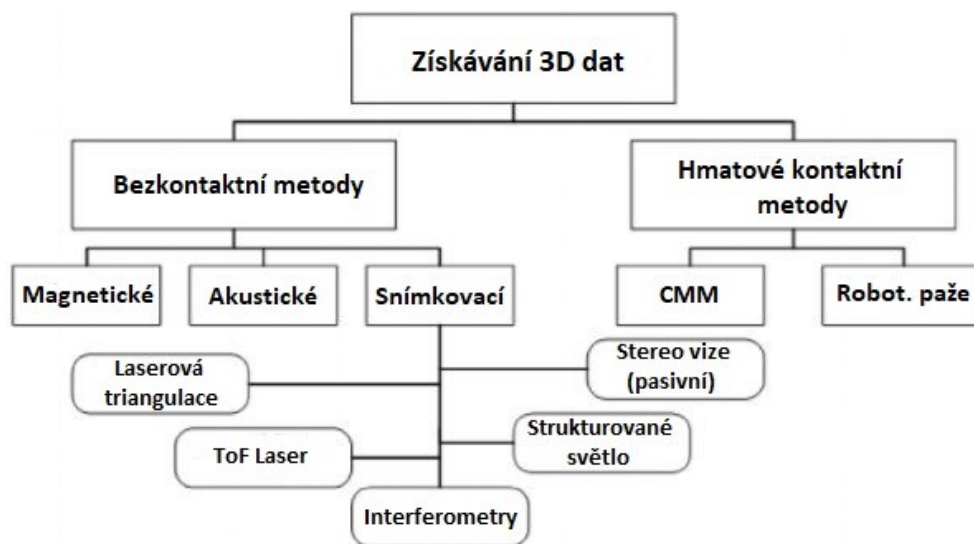 Získávání 3D dat
Bezkontaktní metody
Hmatové kontaktní
metody
Magnetické
Akustické
Snímkovací
CMM
Robot. paže
Laserová
triangulace
Stereo vize
(pasivní)
ToF Laser
Strukturované
světlo
Interferometry